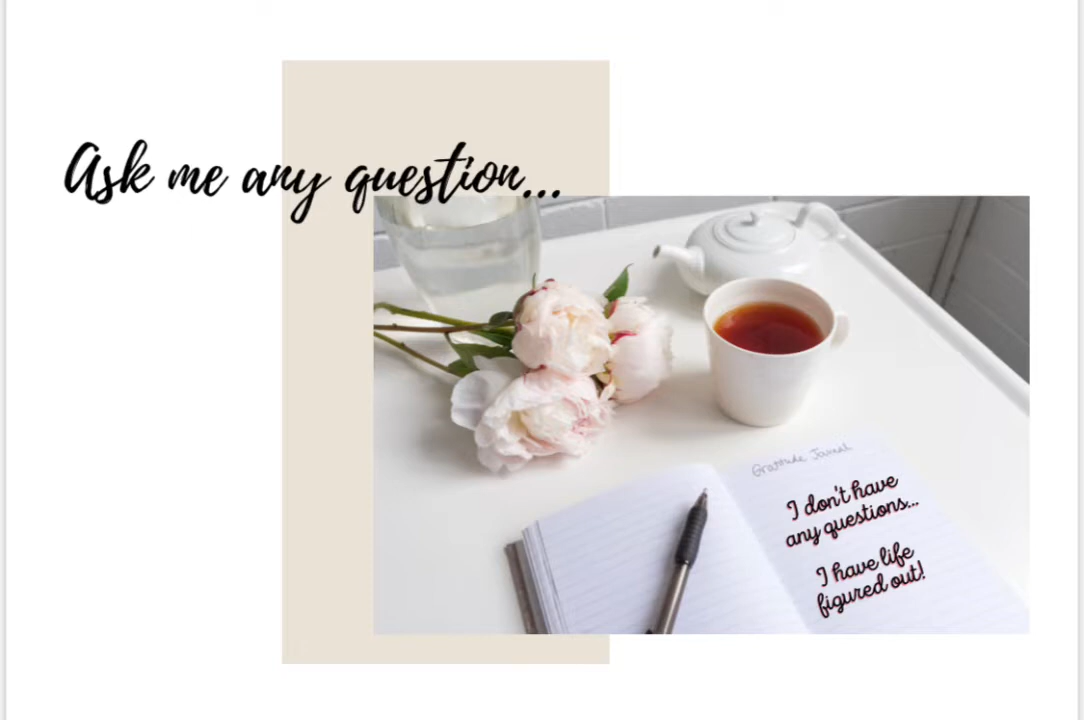 Ask me any question...
Gratitude Journal
I don't have
any questions...
I have life
figured out!